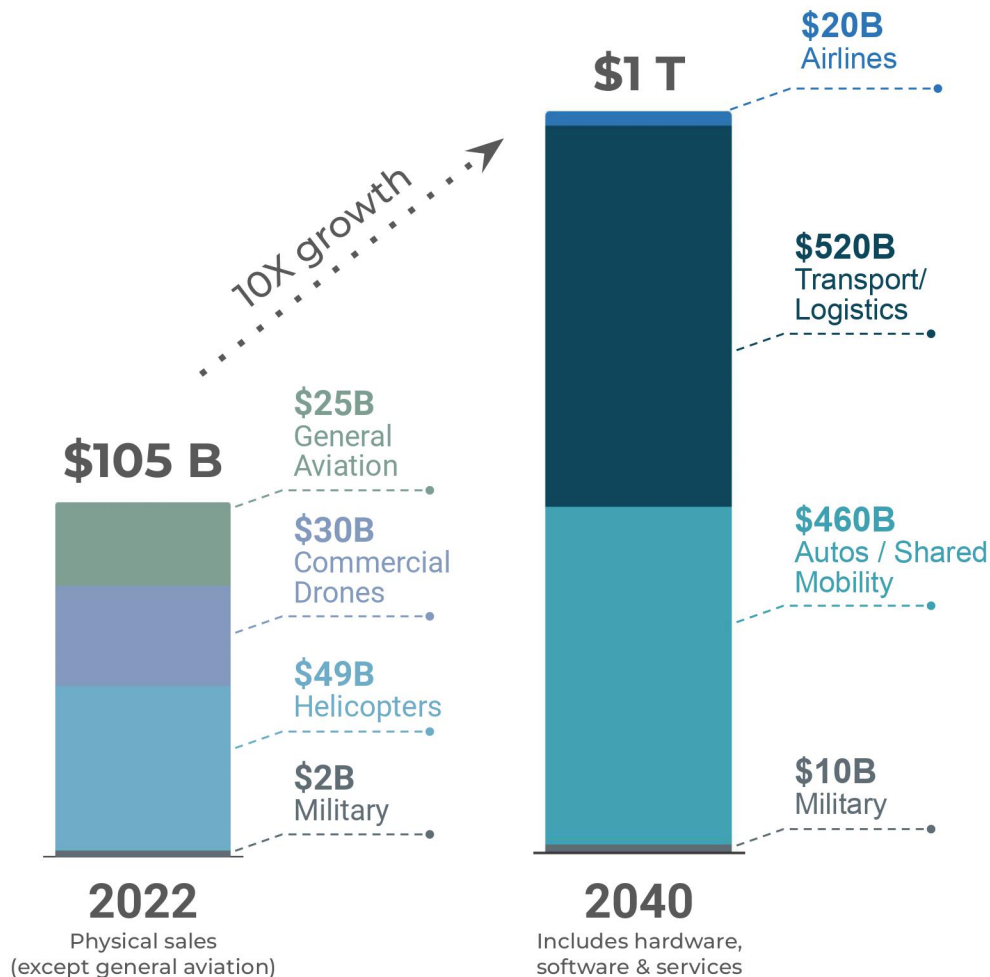 $20B
Airlines
$1 T
10X growth
$520B
Transport/
Logistics
$25B
General
Aviation
$105 B
$30B
Commercial
Drones
$460B
Autos / Shared
Mobility
$49B
Helicopters
$2B
Military
$10B
Military
2022
Physical sales
(except general aviation)
2040
Includes hardware,
software & services